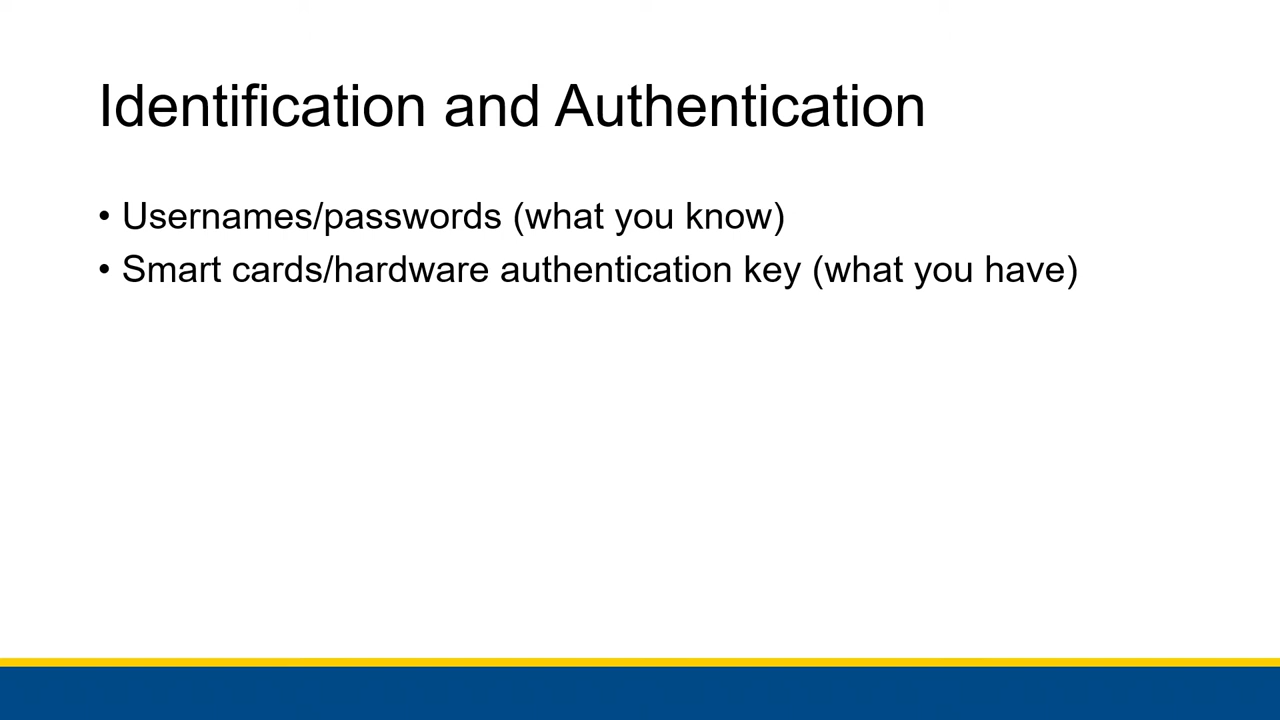 Identification and Authentication
• Usernames/passwords (what you know)
• Smart cards/hardware authentication key (what you have)